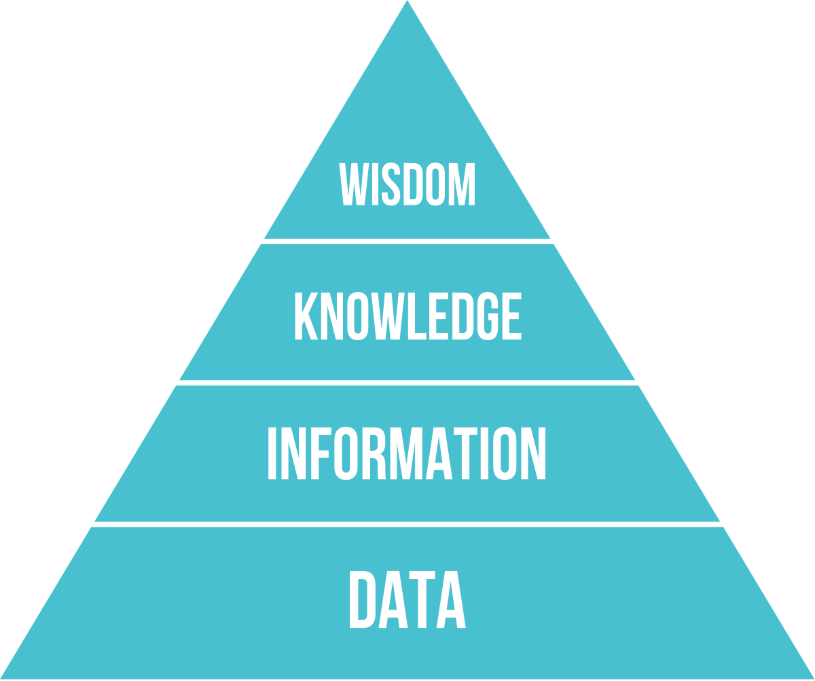 WISDOM
KNOWLEDGE
INFORMATION
DATA